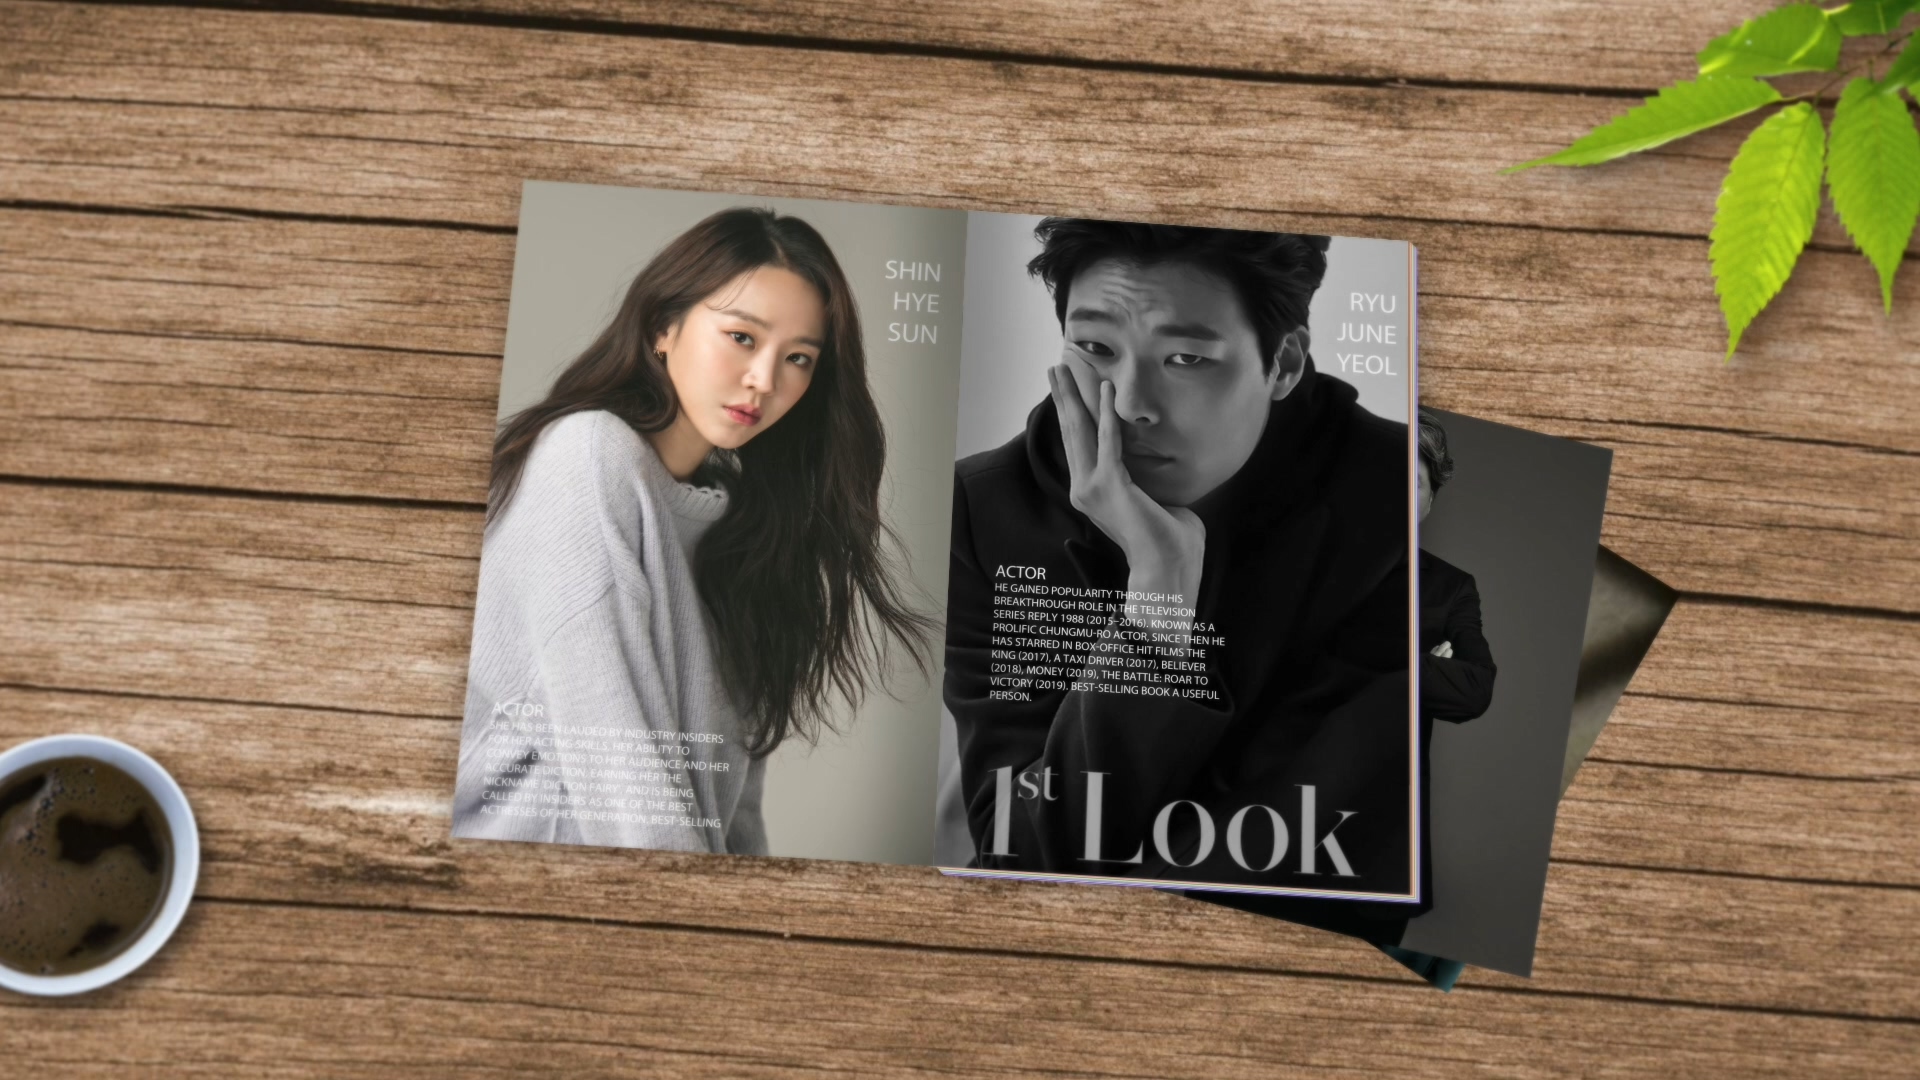 SHIN
HYE
SUN
ACTOR
SHE HAS BEEN LAUDED BY INDUSTRY INSIDERS
FOR HER ACTING SKILLS, HER ABILITY TO
CONVEY EMOTIONS TO HER AUDIENCE AND HER
ACCURATE DICTION, EARNING HER THE
NICKNAME 'DICTION FAIRY', AND IS BEING
CALLED BY INSIDERS AS ONE OF THE BEST
ACTRESSES OF HER GENERATION. BEST-SELLING
RYU
JUNE
YEOL
ACTOR
HE GAINED POPULARITY THROUGH HIS
BREAKTHROUGH ROLE IN THE TELEVISION
SERIES REPLY 1988 (2015–2016). KNOWN AS A
PROLIFIC CHUNGMU-RO ACTOR, SINCE THEN HE
HAS STARRED IN BOX-OFFICE HIT FILMS THE
KING (2017), A TAXI DRIVER (2017), BELIEVER
(2018), MONEY (2019), THE BATTLE: ROAR TO
VICTORY (2019). BEST-SELLING BOOK A USEFUL
PERSON.
1st Look